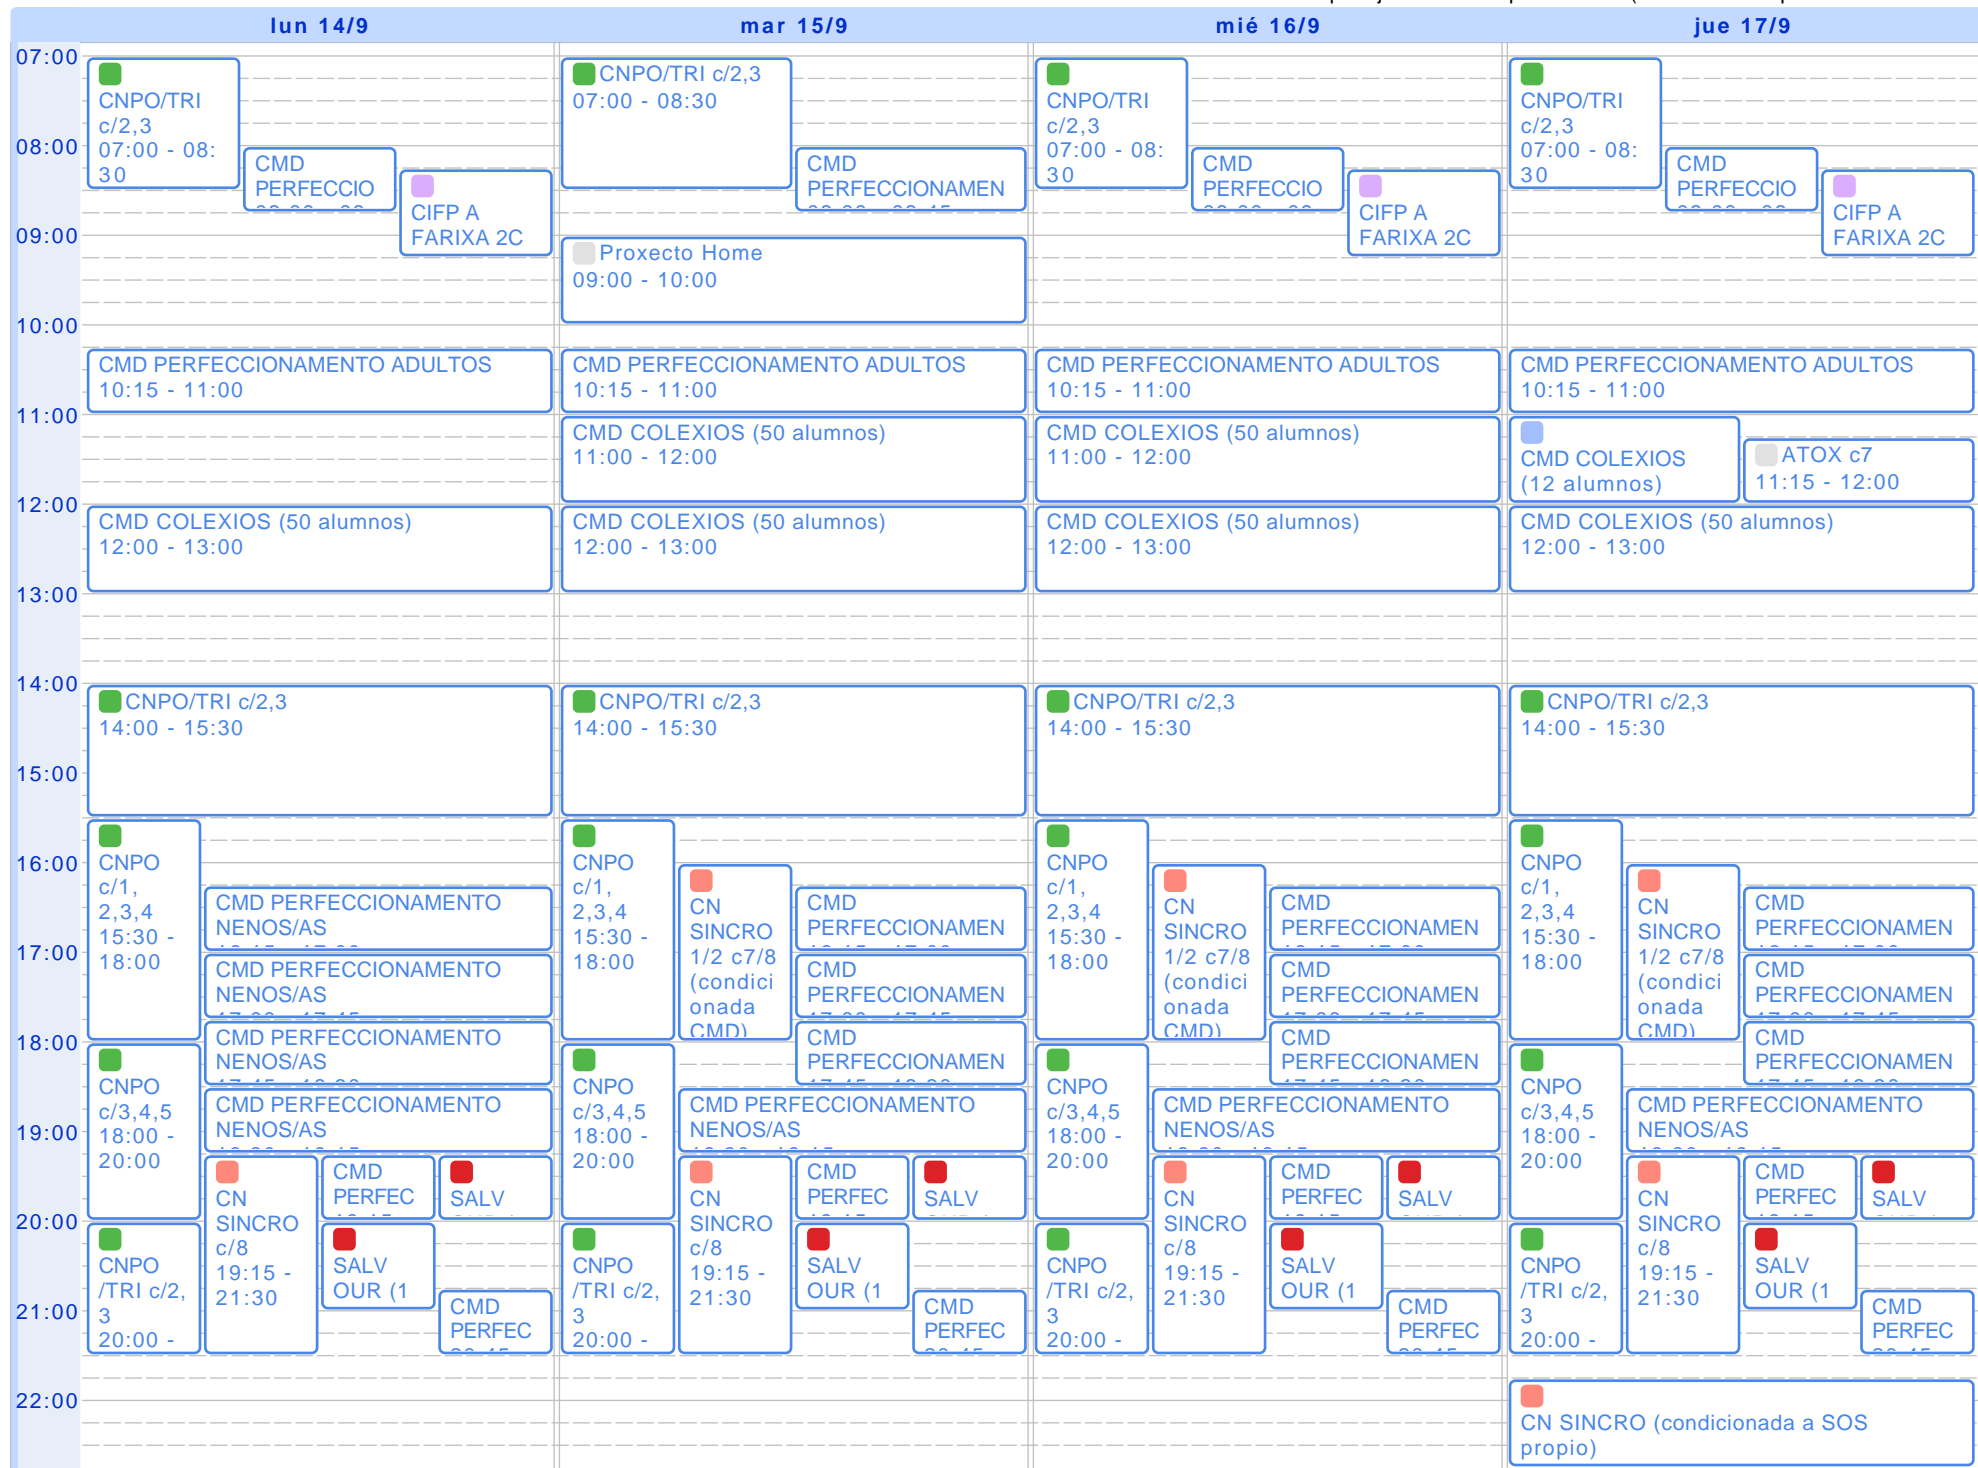 lun 14/9
mar 15/9
mié 16/9
jue 17/9
07:00
08:00
09:00
10:00
11:00
12:00
13:00
14:00
15:00
16:00
17:00
18:00
19:00
20:00
21:00
22:00
CNPO/TRI
c/2,3
07:00 - 08:
30
CMD
PERFECCIO
CIFP A
FARIXA 2C
CMD PERFECCIONAMENTO ADULTOS
10:15 - 11:00
CMD COLEXIOS (50 alumnos)
12:00 - 13:00
CNPO/TRI c/2,3
14:00 - 15:30
CNPO
c/1,
2,3,4
15:30 -
18:00
CMD PERFECCIONAMENTO
NENOS/AS
CMD PERFECCIONAMENTO
NENOS/AS
CMD PERFECCIONAMENTO
NENOS/AS
CNPO
c/3,4,5
18:00 -
20:00
CMD PERFECCIONAMENTO
NENOS/AS
CN
SINCRO
c/8
19:15 -
21:30
CMD
PERFEC
SALV
CNPO
/TRI c/2,
3
20:00 -
SALV
OUR (1
CMD
PERFEC
CNPO/TRI c/2,3
07:00 - 08:30
CMD
PERFECCIONAMEN
Proxecto Home
09:00 - 10:00
CMD PERFECCIONAMENTO ADULTOS
10:15 - 11:00
CMD COLEXIOS (50 alumnos)
11:00 - 12:00
CMD COLEXIOS (50 alumnos)
12:00 - 13:00
CNPO/TRI c/2,3
14:00 - 15:30
CNPO
c/1,
2,3,4
15:30 -
18:00
CN
SINCRO
1/2 c7/8
(condici
onada
CMD)
CMD
PERFECCIONAMEN
CMD
PERFECCIONAMEN
CMD
PERFECCIONAMEN
CNPO
c/3,4,5
18:00 -
20:00
CMD PERFECCIONAMENTO
NENOS/AS
CN
SINCRO
c/8
19:15 -
21:30
CMD
PERFEC
SALV
CNPO
/TRI c/2,
3
20:00 -
SALV
OUR (1
CMD
PERFEC
CNPO/TRI
c/2,3
07:00 - 08:
30
CMD
PERFECCIO
CIFP A
FARIXA 2C
CMD PERFECCIONAMENTO ADULTOS
10:15 - 11:00
CMD COLEXIOS (50 alumnos)
11:00 - 12:00
CMD COLEXIOS (50 alumnos)
12:00 - 13:00
CNPO/TRI c/2,3
14:00 - 15:30
CNPO
c/1,
2,3,4
15:30 -
18:00
CN
SINCRO
1/2 c7/8
(condici
onada
CMD)
CMD
PERFECCIONAMEN
CMD
PERFECCIONAMEN
CMD
PERFECCIONAMEN
CNPO
c/3,4,5
18:00 -
20:00
CMD PERFECCIONAMENTO
NENOS/AS
CN
SINCRO
c/8
19:15 -
21:30
CMD
PERFEC
SALV
CNPO
/TRI c/2,
3
20:00 -
SALV
OUR (1
CMD
PERFEC
CNPO/TRI
c/2,3
07:00 - 08:
30
CMD
PERFECCIO
CIFP A
FARIXA 2C
CMD PERFECCIONAMENTO ADULTOS
10:15 - 11:00
CMD COLEXIOS
(12 alumnos)
ATOX c7
11:15 - 12:00
CMD COLEXIOS (50 alumnos)
12:00 - 13:00
CNPO/TRI c/2,3
14:00 - 15:30
CNPO
c/1,
2,3,4
15:30 -
18:00
CN
SINCRO
1/2 c7/8
(condici
onada
CMD)
CMD
PERFECCIONAMEN
CMD
PERFECCIONAMEN
CMD
PERFECCIONAMEN
CNPO
c/3,4,5
18:00 -
20:00
CMD PERFECCIONAMENTO
NENOS/AS
CN
SINCRO
c/8
19:15 -
21:30
CMD
PERFEC
SALV
CNPO
/TRI c/2,
3
20:00 -
SALV
OUR (1
CMD
PERFEC
CN SINCRO (condicionada a SOS
propio)